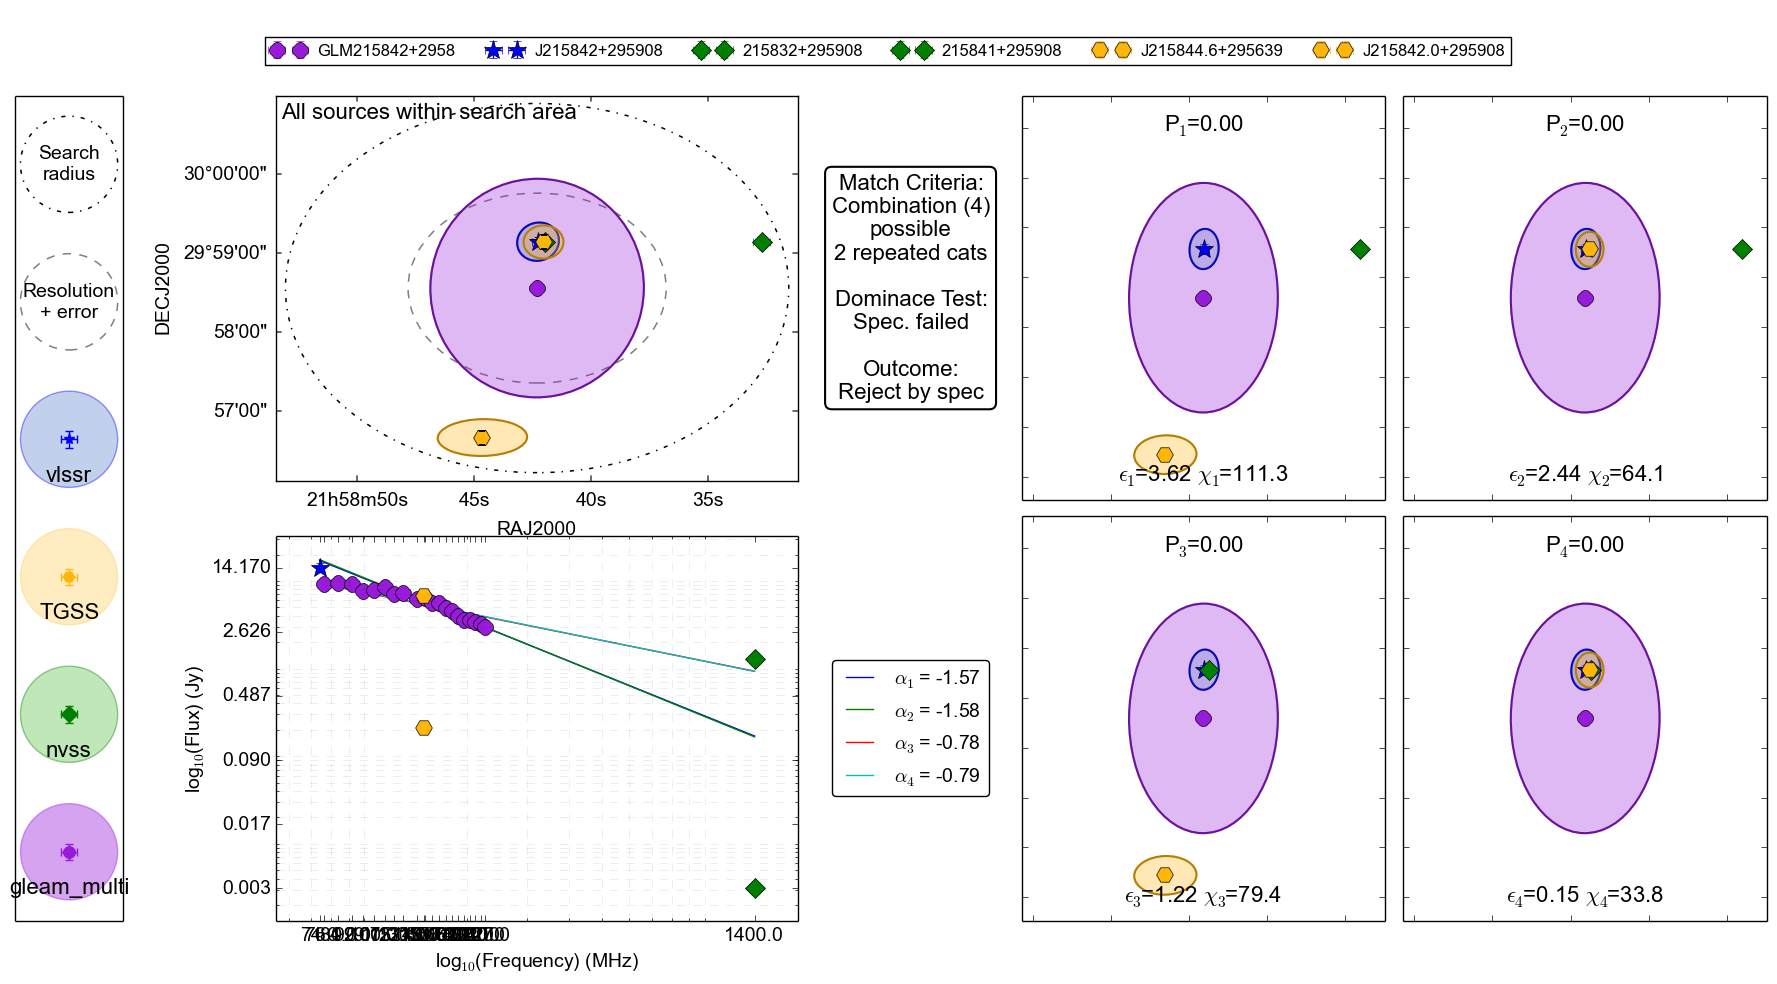 GLM215842+2958 J215842+295908 215832+295908 215841+295908 J215844.6+295639 J215842.0+295908
Search
radius
Resolution
+ error
vlssr
TGSS
nvss
gleam_multi
All sources within search area
DECJ2000
30°00'00"
29°59'00"
58'00"
57'00"
21h58m50s 45s 40s 35s
RAJ2000
Match Criteria:
Combination (4)
possible
2 repeated cats
Dominace Test:
Spec. failed
Outcome:
Reject by spec
P1=0.00
ϵ1=3.62 χ1=111.3
P2=0.00
ϵ2=2.44 χ2=64.1
log10(Flux) (Jy)
14.170
2.626
0.487
0.090
0.017
0.003
1400.0
log10(Frequency) (MHz)
α1 = -1.57
α2 = -1.58
α3 = -0.78
α4 = -0.79
P3=0.00
ϵ3=1.22 χ3=79.4
P4=0.00
ϵ4=0.15 χ4=33.8